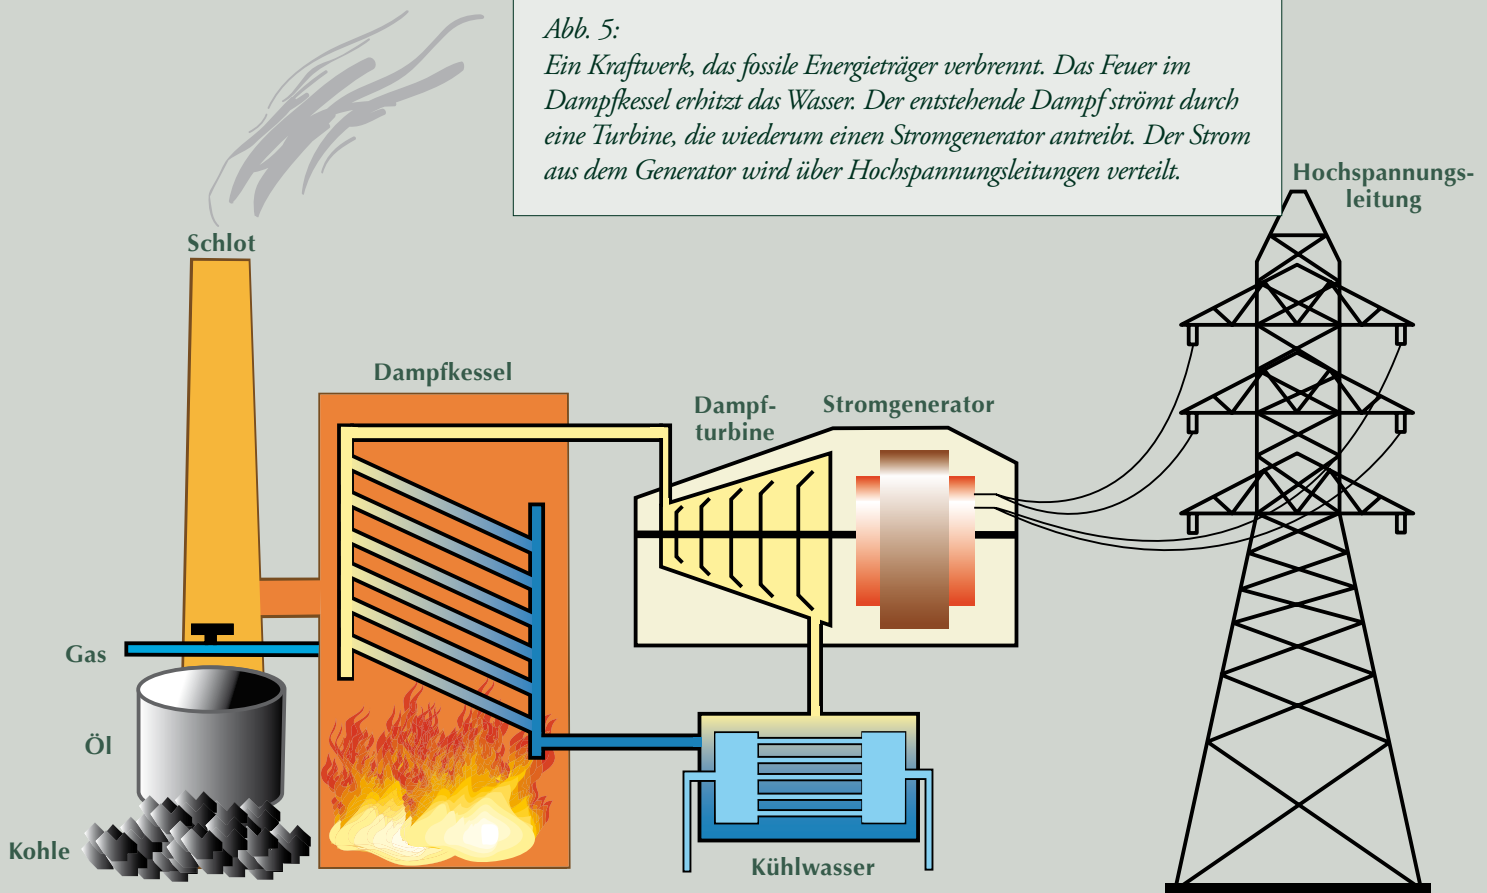 Abb. 5:
Ein Kraftwerk, das fossile Energieträger verbrennt. Das Feuer im
Dampfkessel erhitzt das Wasser. Der entstehende Dampf strömt durch
eine Turbine, die wiederum einen Stromgenerator antreibt. Der Strom
aus dem Generator wird über Hochspannungsleitungen verteilt.
Hochspannungs-
leitung
Schlot
Dampfkessel
Dampf-
turbine
Stromgenerator
Gas
Öl
Kohle
Kühlwasser